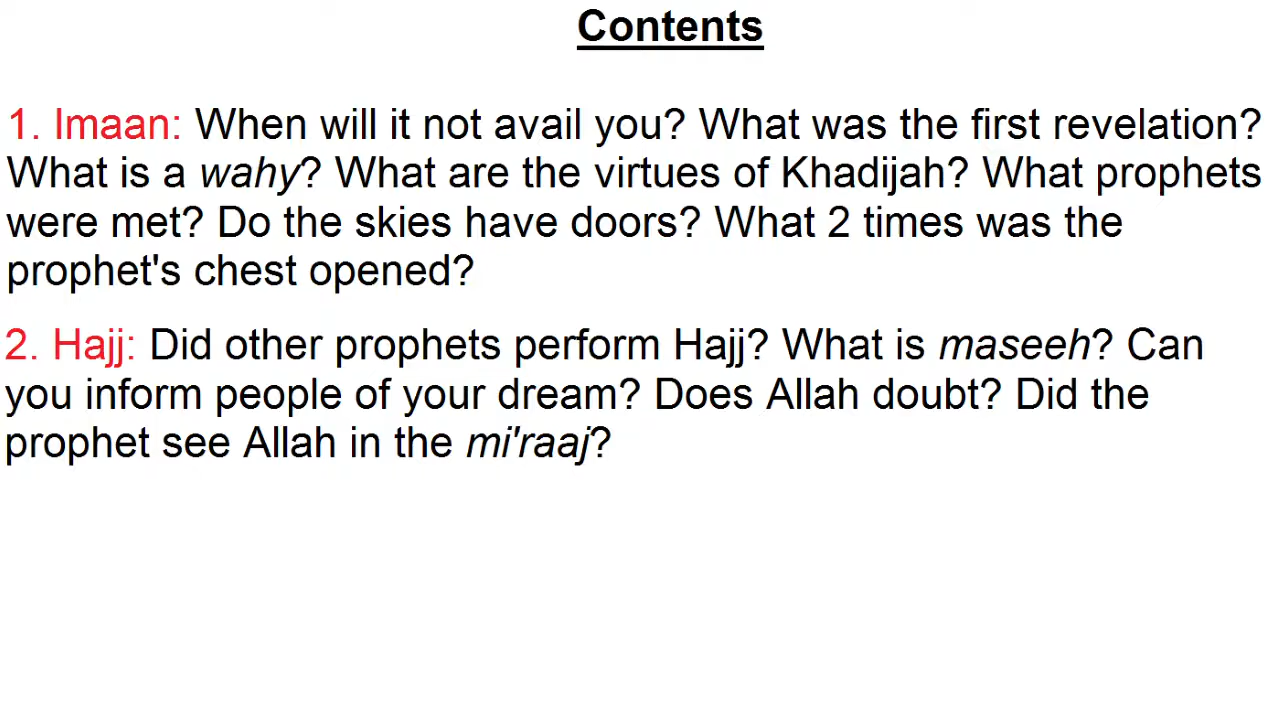 Contents
1. Imaan: When will it not avail you? What was the first revelation?
What is a wahy? What are the virtues of Khadijah? What prophets
were met? Do the skies have doors? What 2 times was the
prophet's chest opened?
2. Hajj: Did other prophets perform Hajj? What is maseeh? Can
you inform people of your dream? Does Allah doubt? Did the
prophet see Allah in the mi'raaj?